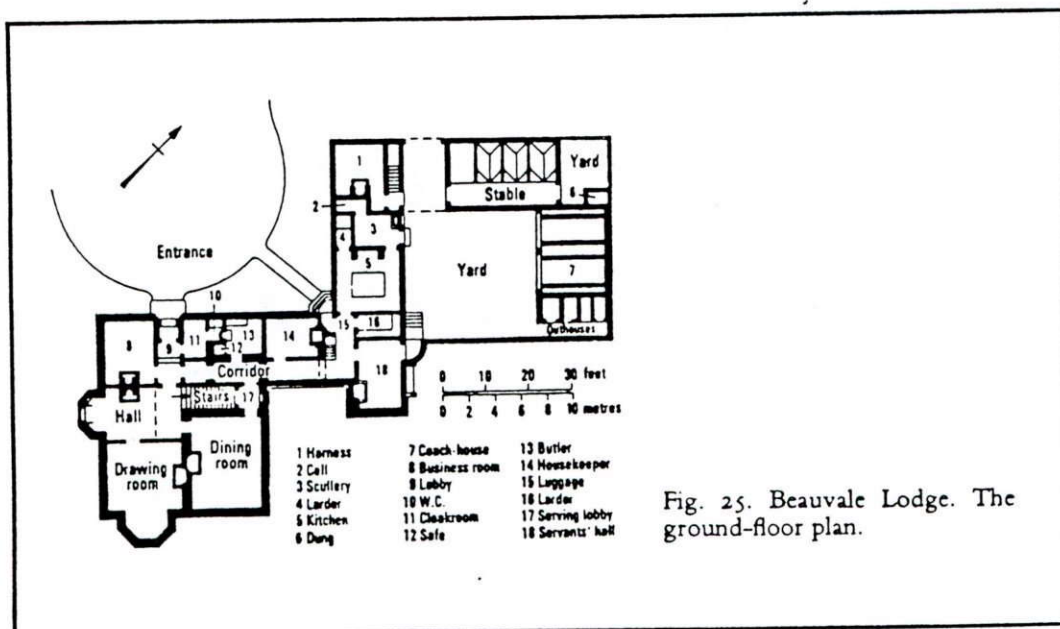 1
2
3
4
5
Stable
Yard
6
7
Yard
Outhouses
Entrance
10
8
9
11
12
13
14
15
16
Corridor
18
Stairs
17
Hall
Drawing
room
Dining
room
0 10 20 30 feet
0 2 4 6 8 10 metres
1 Harness
2 Cell
3 Scullery
4 Larder
5 Kitchen
6 Dung
7 Coach-house
8 Business room
9 Lobby
10 W.C.
11 Cloakroom
12 Safe
13 Butler
14 Housekeeper
15 Luggage
16 Larder
17 Serving lobby
18 Servants' hall
Fig. 25. Beauvale Lodge. The
ground-floor plan.